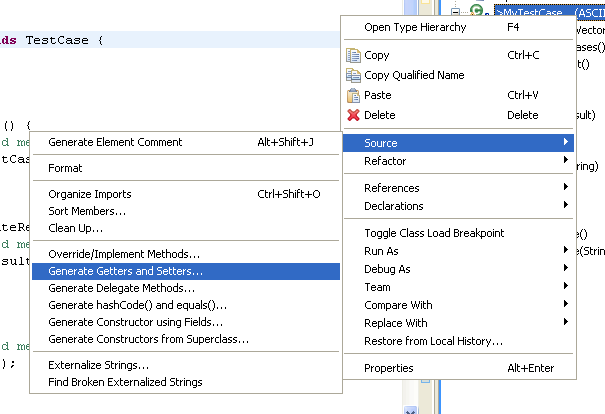 >MyTestCase (ASCII
ds TestCase {
Open Type Hierarchy F4
Copy Ctrl+C
Copy Qualified Name
Paste Ctrl+V
Delete Delete
Source
Refactor
References
Declarations
Toggle Class Load Breakpoint
Run As
Debug As
Team
Compare With
Replace With
Restore from Local History...
Properties Alt+Enter
() {
Generate Element Comment Alt+Shift+J
Format
Organize Imports Ctrl+Shift+O
Sort Members...
Clean Up...
Override/Implement Methods...
Generate Getters and Setters...
Generate Delegate Methods...
Generate hashCode() and equals()...
Generate Constructor using Fields...
Generate Constructors from Superclass...
Externalize Strings...
Find Broken Externalized Strings
d me
tCas
ateRe
d me
sult
d me
);
Vector
ases()
t()
sult)
ring)
e()
e(Strin